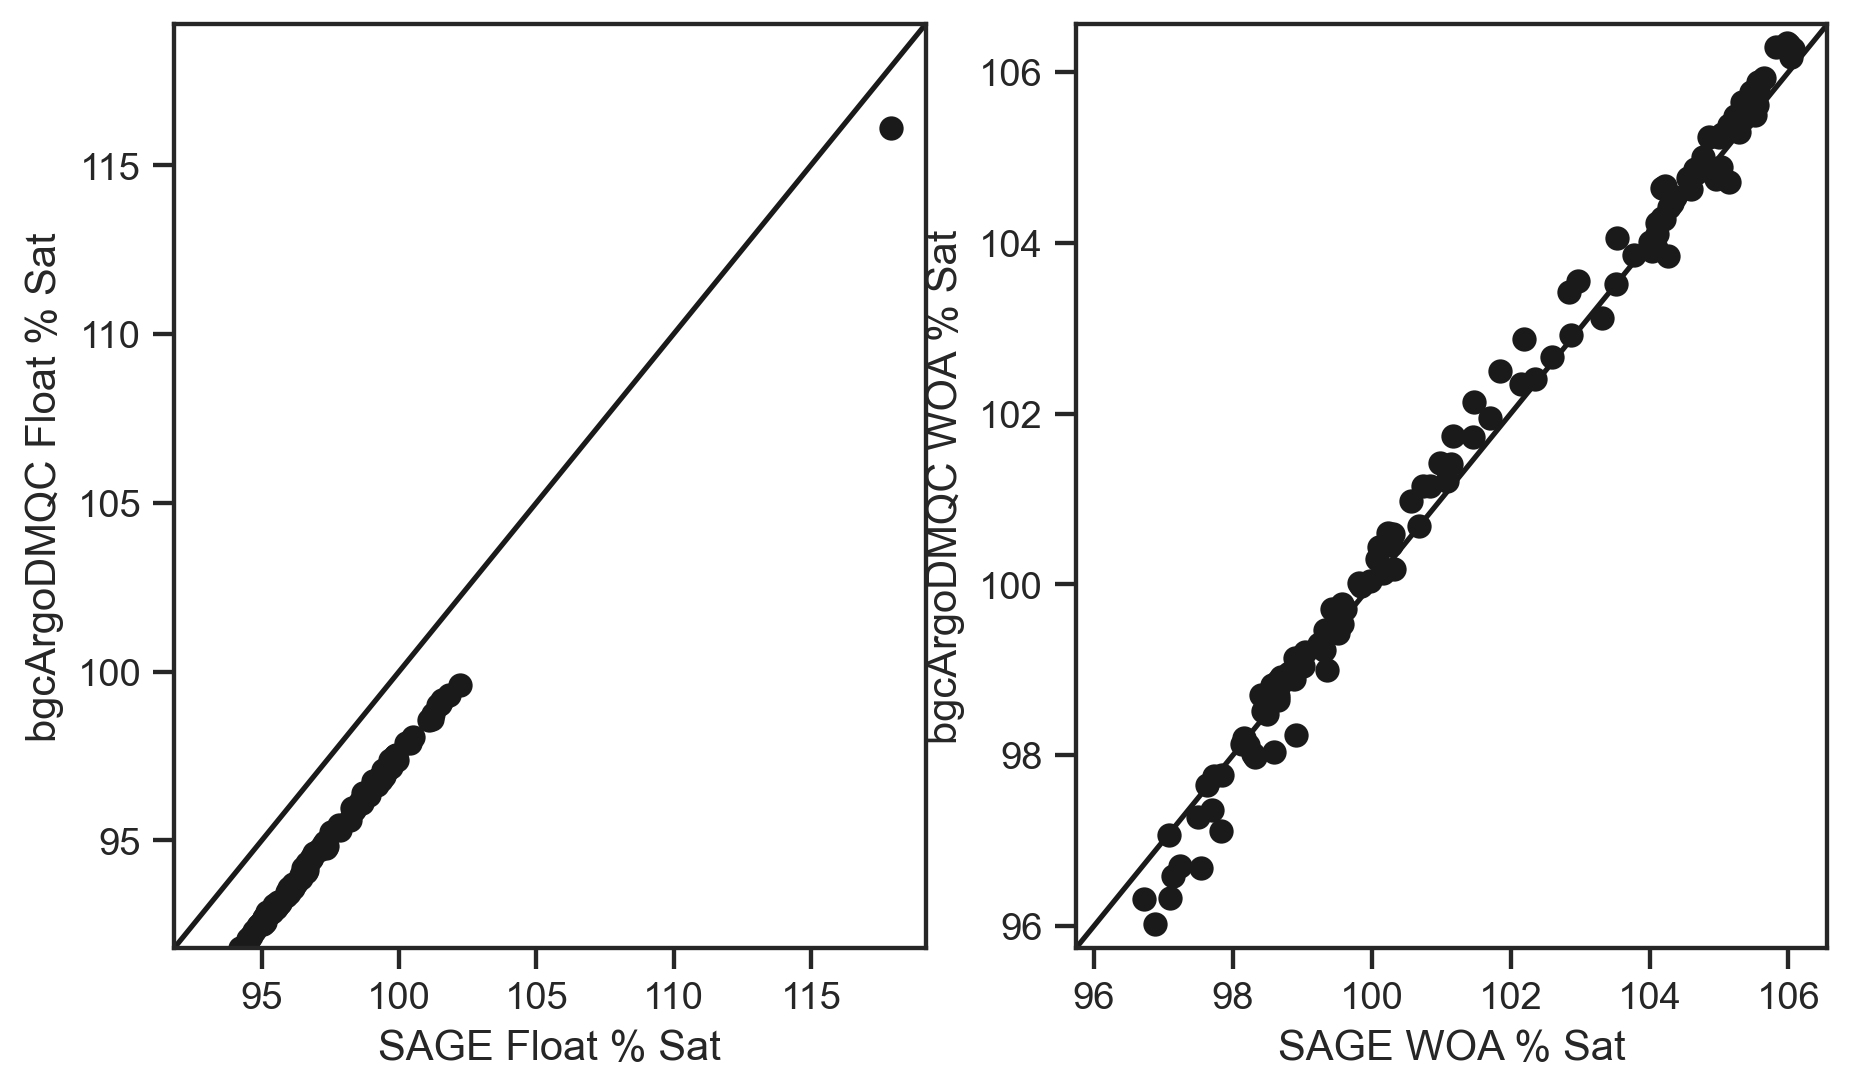 bgcArgoDMQC Float % Sat
115
110
105
100
95
95 100 105 110 115
SAGE Float % Sat
bgcArgoDMQC WOA % Sat
106
104
102
100
98
96
96 98 100 102 104 106
SAGE WOA % Sat